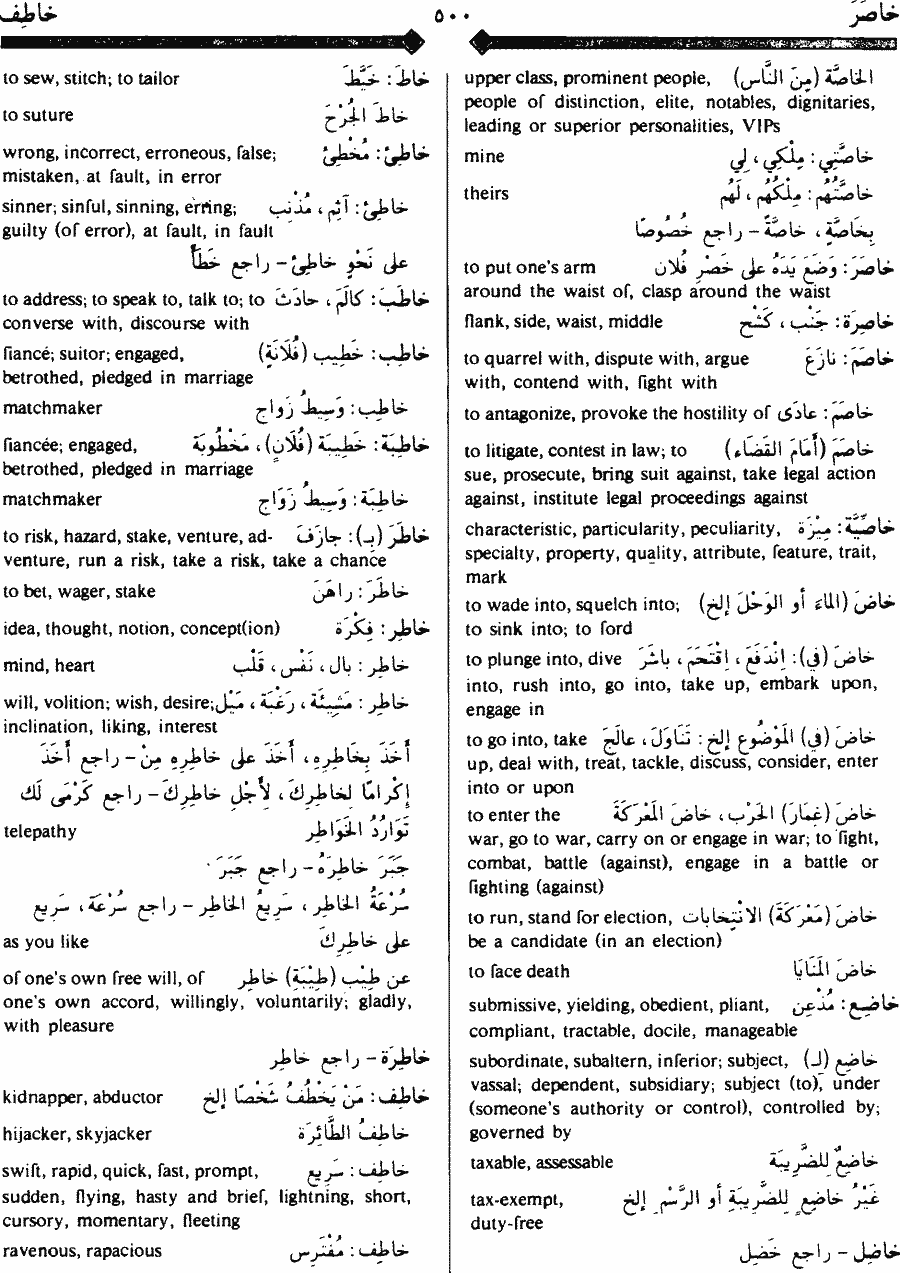 خاصَرَ ٥٠٠ خاطِف
الخاصَّة (مِنَ النَّاس) upper class, prominent people,
people of distinction, elite, notables, dignitaries,
leading or superior personalities, VIPs
خاصَّتِي: مِلْكِي، لِي mine
خاصَّتُهُم: مِلْكُهُم، لَهُم theirs
بِخاصَّةٍ، خاصَّةً - راجع خُصُوصًا
خاصَرَ: وَضَعَ يَدَهُ على خَصْرِ فُلان to put one's arm
around the waist of, clasp around the waist
خاصِرَة: جَنْب، كَشْح flank, side, waist, middle
خاصَمَ: نازَعَ to quarrel with, dispute with, argue
with, contend with, fight with
خاصَمَ: عادَى to antagonize, provoke the hostility of
خاصَمَ (أمامَ القَضاء) to litigate, contest in law; to
sue, prosecute, bring suit against, take legal action
against, institute legal proceedings against
خاصِّيَّة: مِيْزَة characteristic, particularity, peculiarity,
specialty, property, quality, attribute, feature, trait,
mark
خاضَ (الماءَ أو الوَحْلَ إلخ) to wade into, squelch into;
to sink into; to ford
خاضَ (في): اِنْدَفَعَ، اِقْتَحَمَ، باشَرَ to plunge into, dive
into, rush into, go into, take up, embark upon,
engage in
خاضَ (في) المَوْضُوعَ إلخ: تَنَاوَلَ، عالَجَ to go into, take
up, deal with, treat, tackle, discuss, consider, enter
into or upon
خاضَ (غِمَارَ) الحَرْب، خاضَ المَعْرَكَةَ to enter the
war, go to war, carry on or engage in war; to fight,
combat, battle (against), engage in a battle or
fighting (against)
خاضَ (مَعْرَكَةَ) الانْتِخابات to run, stand for election,
be a candidate (in an election)
خاضَ المَنَايَا to face death
خاضِع: مُذْعِن submissive, yielding, obedient, pliant,
compliant, tractable, docile, manageable
خاضِع (لـ) subordinate, subaltern, inferior; subject,
vassal; dependent, subsidiary; subject (to), under
(someone's authority or control), controlled by;
governed by
خاضِعٌ للضَّرِيبَة taxable, assessable
غَيْرُ خاضِعٍ للضَّرِيبَةِ أو الرَّسْمِ إلخ tax-exempt,
duty-free
خاضِل - راجع خَضِل
خاطَ: خَيَّطَ to sew, stitch; to tailor
خاطَ الجُرْحَ to suture
خاطِئ: مُخْطِئ wrong, incorrect, erroneous, false;
mistaken, at fault, in error
خاطِئ: آثِم، مُذْنِب sinner; sinful, sinning, erring;
guilty (of error), at fault, in fault
على نَحْوٍ خاطِئ - راجع خَطَأً
خاطَبَ: كالَمَ، حادَثَ to address; to speak to, talk to; to
converse with, discourse with
خاطِب: خَطِيب (فُلَانَةٍ) fiancé; suitor; engaged,
betrothed, pledged in marriage
خاطِب: وَسِيطُ زَواج matchmaker
خاطِبَة: خَطِيبَة (فُلانٍ)، مَخْطُوبَة fiancée; engaged,
betrothed, pledged in marriage
خاطِبَة: وَسِيطُ زَوَاج matchmaker
خاطَرَ (بـ): جازَفَ to risk, hazard, stake, venture, ad-
venture, run a risk, take a risk, take a chance
خاطَرَ: راهَنَ to bet, wager, stake
خاطِر: فِكْرَة idea, thought, notion, concept(ion)
خاطِر: بال، نَفْس، قَلْب mind, heart
خاطِر: مَشِيئَة، رَغْبَة، مَيْل will, volition; wish, desire;
inclination, liking, interest
أَخَذَ بِخاطِرِهِ، أَخَذَ على خاطِرِهِ مِنْ - راجع أَخَذَ
إكْرامًا لِخاطِرِك، لأَجْلِ خاطِرِكَ - راجع كَرْمَى لَك
تَوَارُدُ الخَوَاطِر telepathy
جَبَرَ خاطِرَهُ - راجع جَبَرَ
سُرْعَةُ الخاطِر، سَرِيعُ الخاطِر - راجع سُرْعَة، سَرِيع
على خاطِرِكَ as you like
عن طِيْبِ (طِيْبَةِ) خاطِر of one's own free will, of
one's own accord, willingly, voluntarily; gladly,
with pleasure
خاطِرَة - راجع خاطِر
خاطِف: مَنْ يَخْطُفُ شَخْصًا إلخ kidnapper, abductor
خاطِفُ الطَّائِرَة hijacker, skyjacker
خاطِف: سَرِيع swift, rapid, quick, fast, prompt,
sudden, flying, hasty and brief, lightning, short,
cursory, momentary, fleeting
خاطِف: مُفْتَرِس ravenous, rapacious